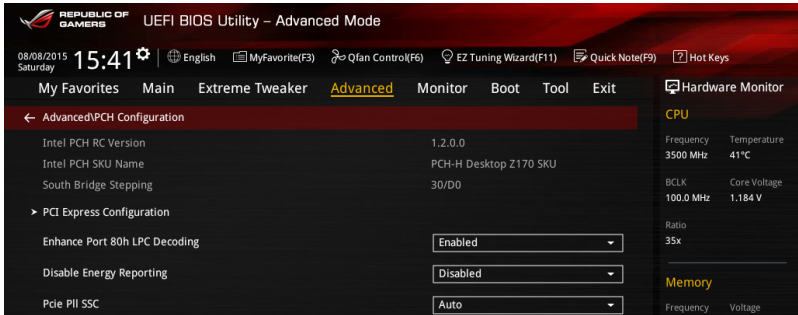 REPUBLIC OF
GAMERS
UEFI BIOS Utility – Advanced Mode
08/08/2015
Saturday
15:41
English
MyFavorite(F3)
Qfan Control(F6)
EZ Tuning Wizard(F11)
Quick Note(F9)
? Hot Keys
My Favorites Main Extreme Tweaker Advanced Monitor Boot Tool Exit
Hardware Monitor
Advanced\PCH Configuration
Intel PCH RC Version 1.2.0.0
Intel PCH SKU Name PCH-H Desktop Z170 SKU
South Bridge Stepping 30/D0
PCI Express Configuration
Enhance Port 80h LPC Decoding Enabled
Disable Energy Reporting Disabled
Pcie Pll SSC Auto
CPU
Frequency Temperature
3500 MHz 41°C
BCLK Core Voltage
100.0 MHz 1.184 V
Ratio
35x
Memory
Frequency Voltage